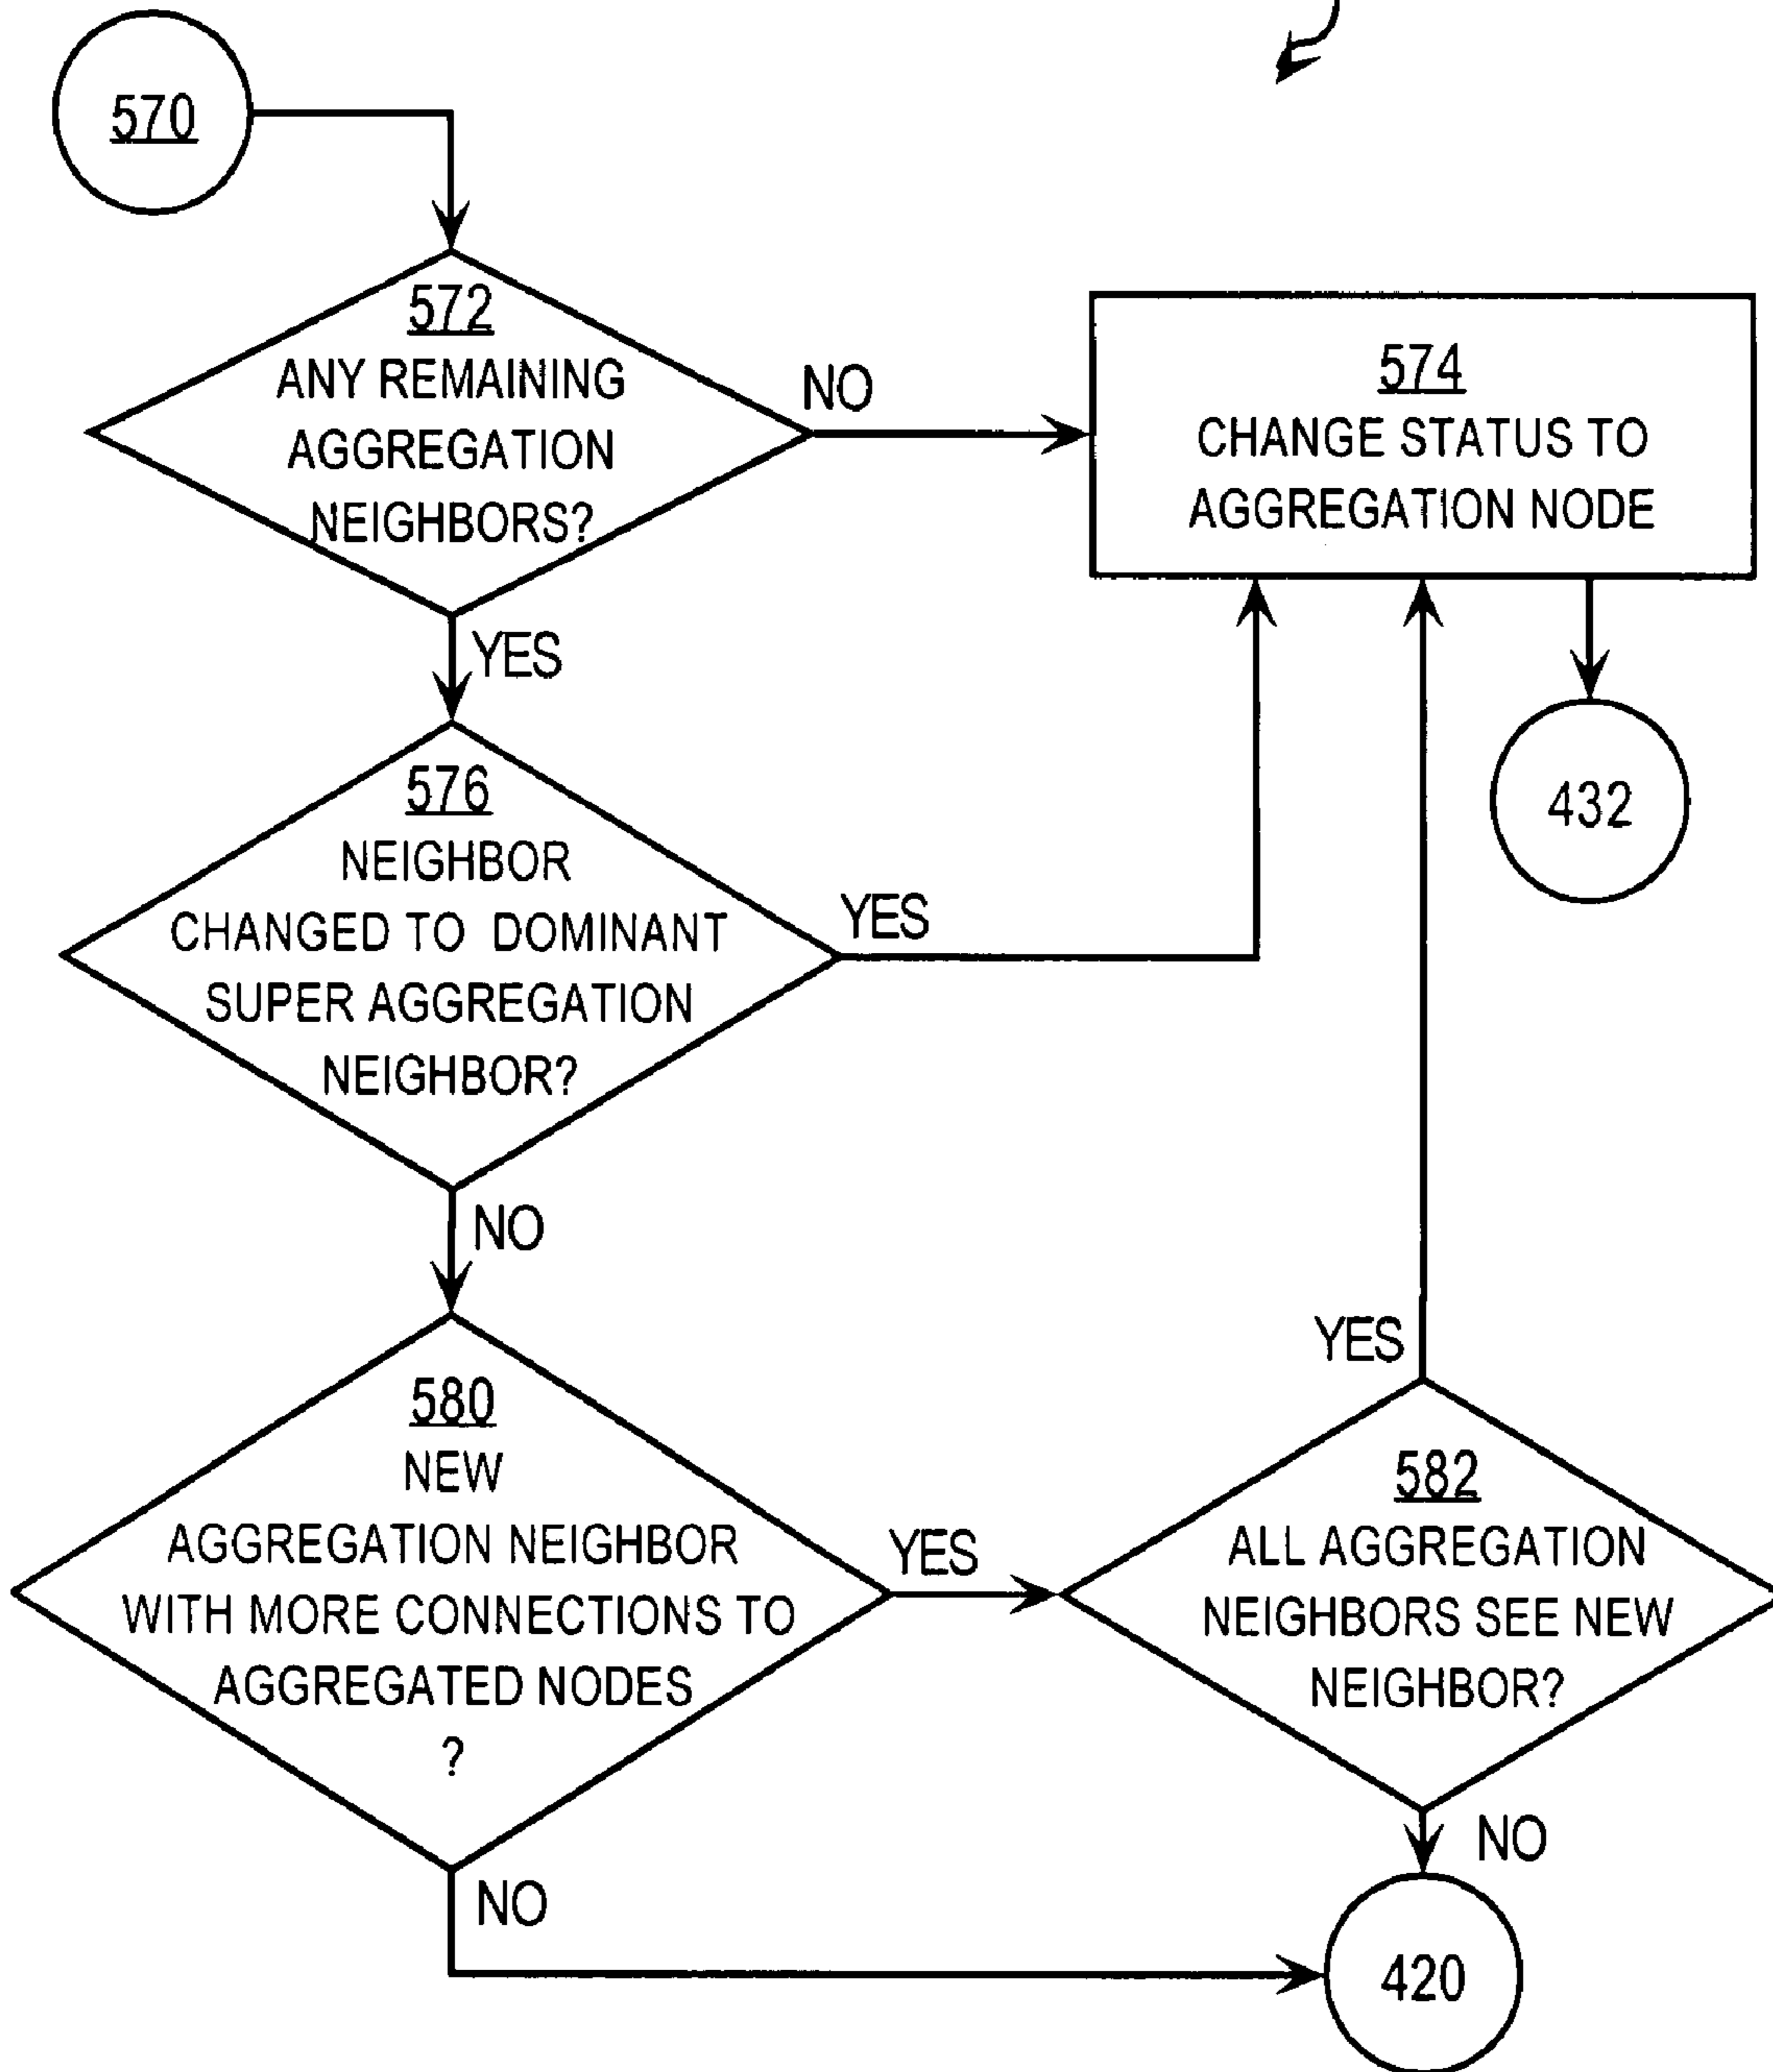 570
572
ANY REMAINING
AGGREGATION
NEIGHBORS?
NO
574
CHANGE STATUS TO
AGGREGATION NODE
YES
432
576
NEIGHBOR
CHANGED TO DOMINANT
SUPER AGGREGATION
NEIGHBOR?
YES
NO
580
NEW
AGGREGATION NEIGHBOR
WITH MORE CONNECTIONS TO
AGGREGATED NODES
?
YES
YES
582
ALL AGGREGATION
NEIGHBORS SEE NEW
NEIGHBOR?
NO
NO
420